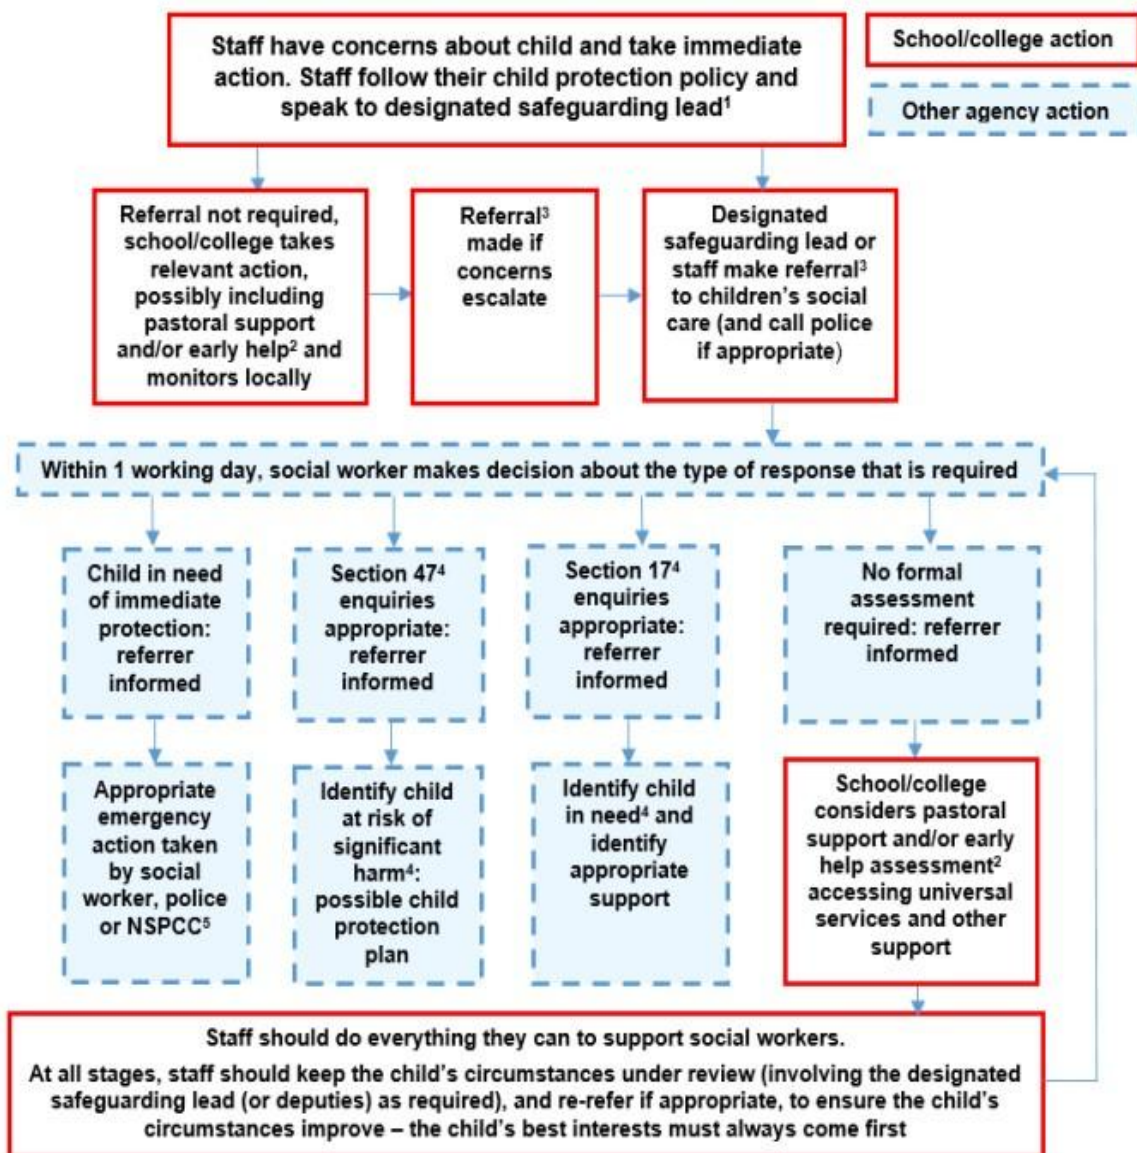 Staff have concerns about child and take immediate
action. Staff follow their child protection policy and
speak to designated safeguarding lead¹
School/college action
Other agency action
Referral not required,
school/college takes
relevant action,
possibly including
pastoral support
and/or early help² and
monitors locally
Referral³
made if
concerns
escalate
Designated
safeguarding lead or
staff make referral³
to children's social
care (and call police
if appropriate)
Within 1 working day, social worker makes decision about the type of response that is required
Child in need
of immediate
protection:
referrer
informed
Section 47⁴
enquiries
appropriate:
referrer
informed
Section 17⁴
enquiries
appropriate:
referrer
informed
No formal
assessment
required: referrer
informed
Appropriate
emergency
action taken
by social
worker, police
or NSPCC⁵
Identify child
at risk of
significant
harm⁴:
possible child
protection
plan
Identify child
in need⁴ and
identify
appropriate
support
School/college
considers pastoral
support and/or early
help assessment²
accessing universal
services and other
support
Staff should do everything they can to support social workers.
At all stages, staff should keep the child's circumstances under review (involving the designated
safeguarding lead (or deputies) as required), and re-refer if appropriate, to ensure the child's
circumstances improve – the child's best interests must always come first